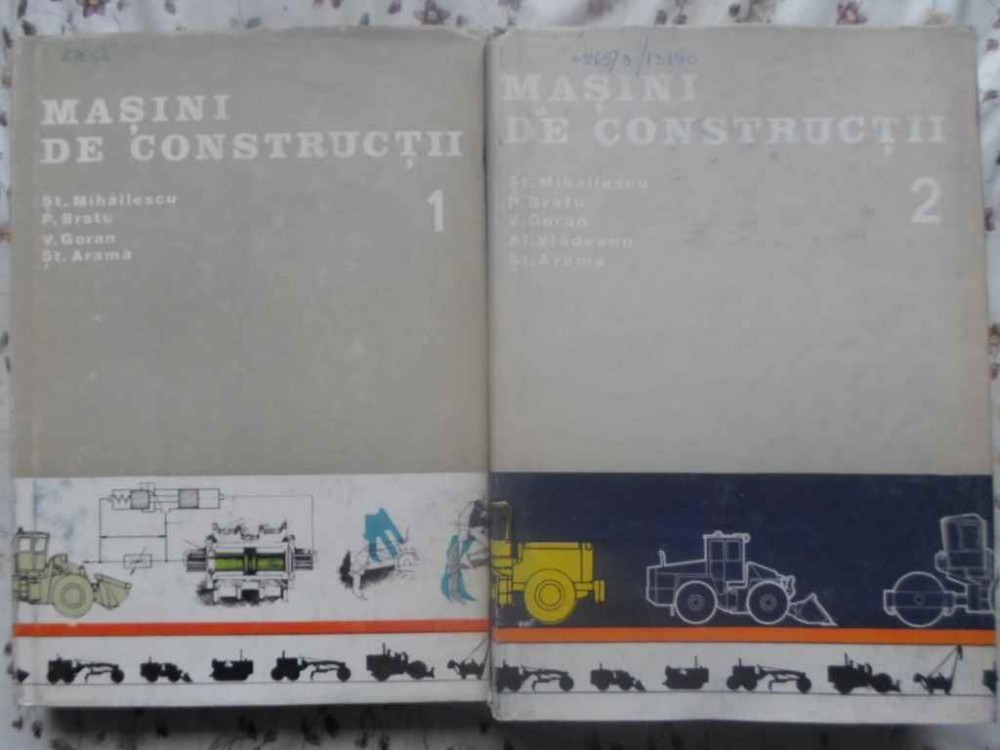 MAȘINI
DE CONSTRUCȚII
Șt. Mihăilescu
P. Bratu
V. Goran
Șt. Aramă
1
MAȘINI
DE CONSTRUCȚII
Șt. Mihăilescu
P. Bratu
V. Goran
Al. Vlădeanu
Șt. Aramă
2